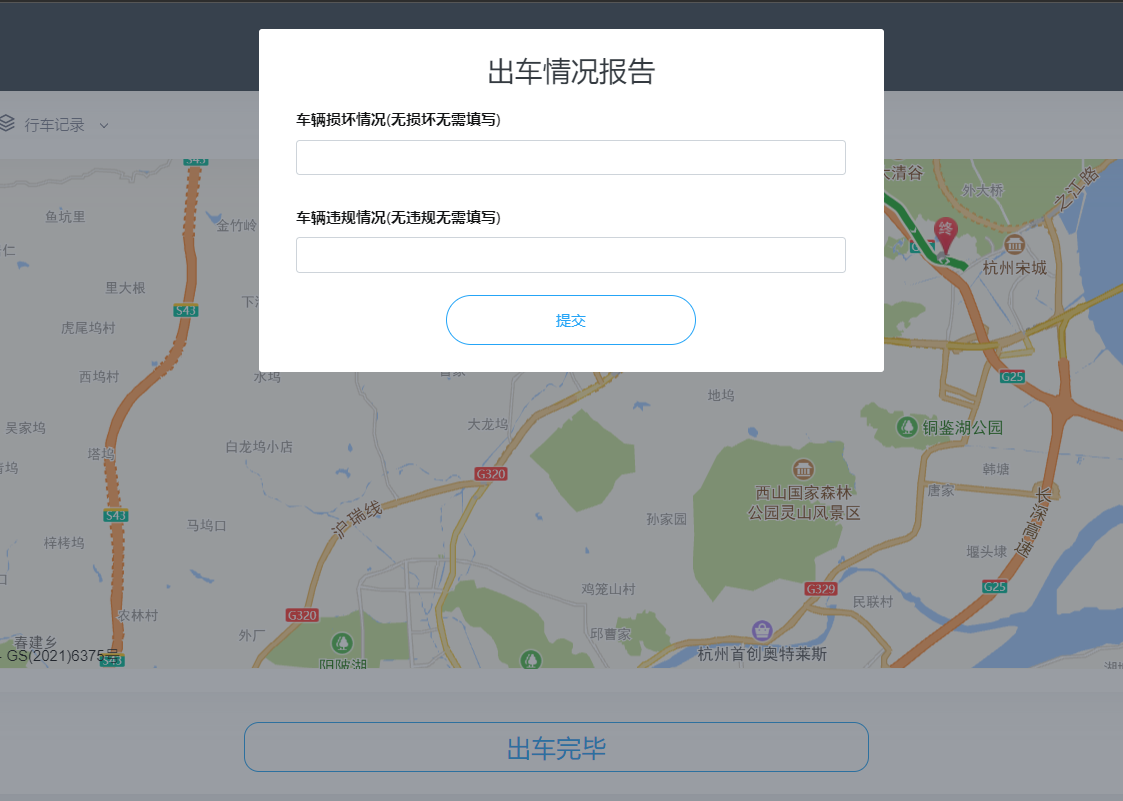 出车情况报告
车辆损坏情况(无损坏无需填写)
行车记录
S43
大清谷
外大桥
之江路
鱼坑里
车辆违规情况(无违规无需填写)
金竹岭
终
杭州宋城
里大根
S43
虎尾坞村
提交
西坞村
水坞
G25
地坞
吴家坞
大龙坞
铜鉴湖公园
塔坞
白龙坞小店
G320
韩塘
西山国家森林
公园灵山风景区
唐家
长深高速
S43
马坞口
沪瑞线
孙家园
梓栲坞
堰头埭
鸡笼山村
G329
G25
民联村
农林村
G320
外厂
邱曹家
春建乡
GS(2021)6375号
S43
阴陂湖
杭州首创奥特莱斯
出车完毕